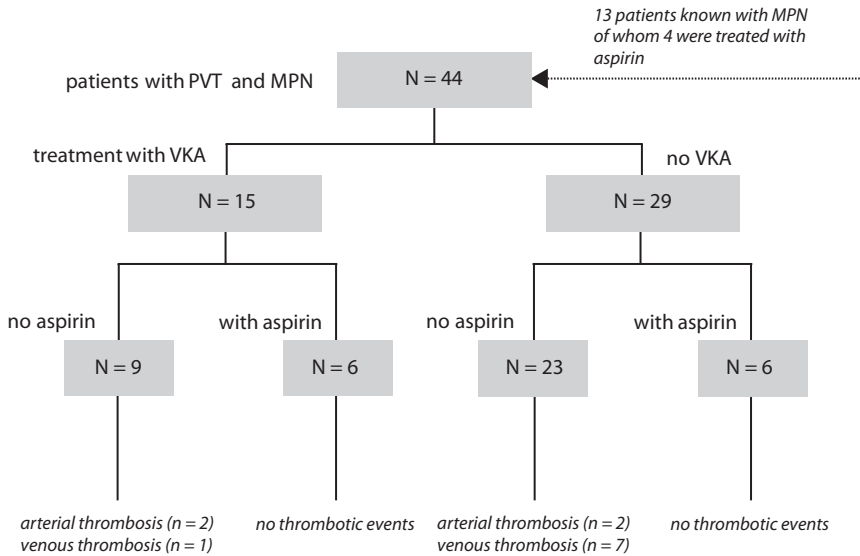 13 patients known with MPN
of whom 4 were treated with
aspirin
patients with PVT and MPN
N = 44
treatment with VKA
no VKA
N = 15
N = 29
no aspirin
with aspirin
no aspirin
with aspirin
N = 9
N = 6
N = 23
N = 6
arterial thrombosis (n = 2)
venous thrombosis (n = 1)
no thrombotic events
arterial thrombosis (n = 2)
venous thrombosis (n = 7)
no thrombotic events